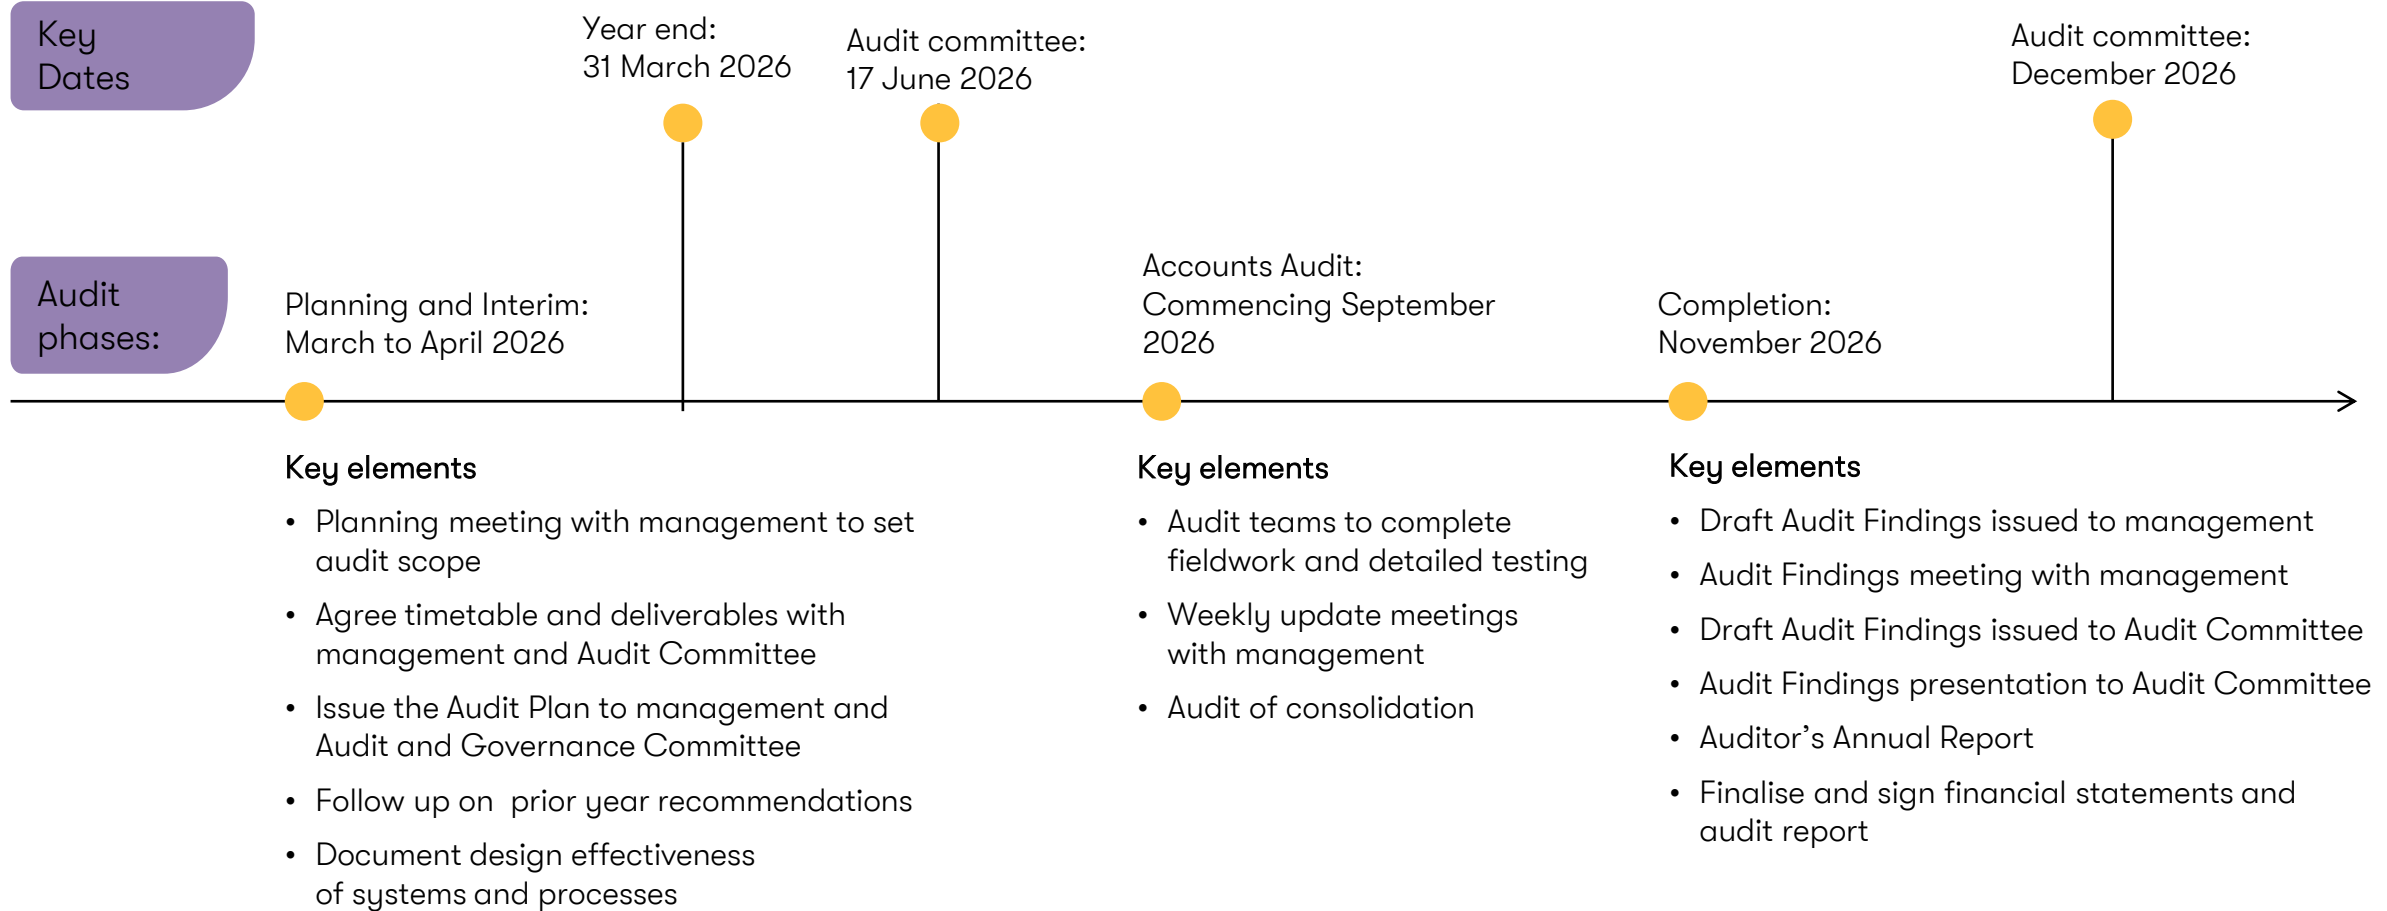 Key
Dates
Year end:
31 March 2026
Audit committee:
17 June 2026
Audit committee:
December 2026
Audit
phases:
Planning and Interim:
March to April 2026
Accounts Audit:
Commencing September
2026
Completion:
November 2026
Key elements
• Planning meeting with management to set
audit scope
• Agree timetable and deliverables with
management and Audit Committee
• Issue the Audit Plan to management and
Audit and Governance Committee
• Follow up on  prior year recommendations
• Document design effectiveness
of systems and processes
Key elements
• Audit teams to complete
fieldwork and detailed testing
• Weekly update meetings
with management
• Audit of consolidation
Key elements
• Draft Audit Findings issued to management
• Audit Findings meeting with management
• Draft Audit Findings issued to Audit Committee
• Audit Findings presentation to Audit Committee
• Auditor’s Annual Report
• Finalise and sign financial statements and
audit report